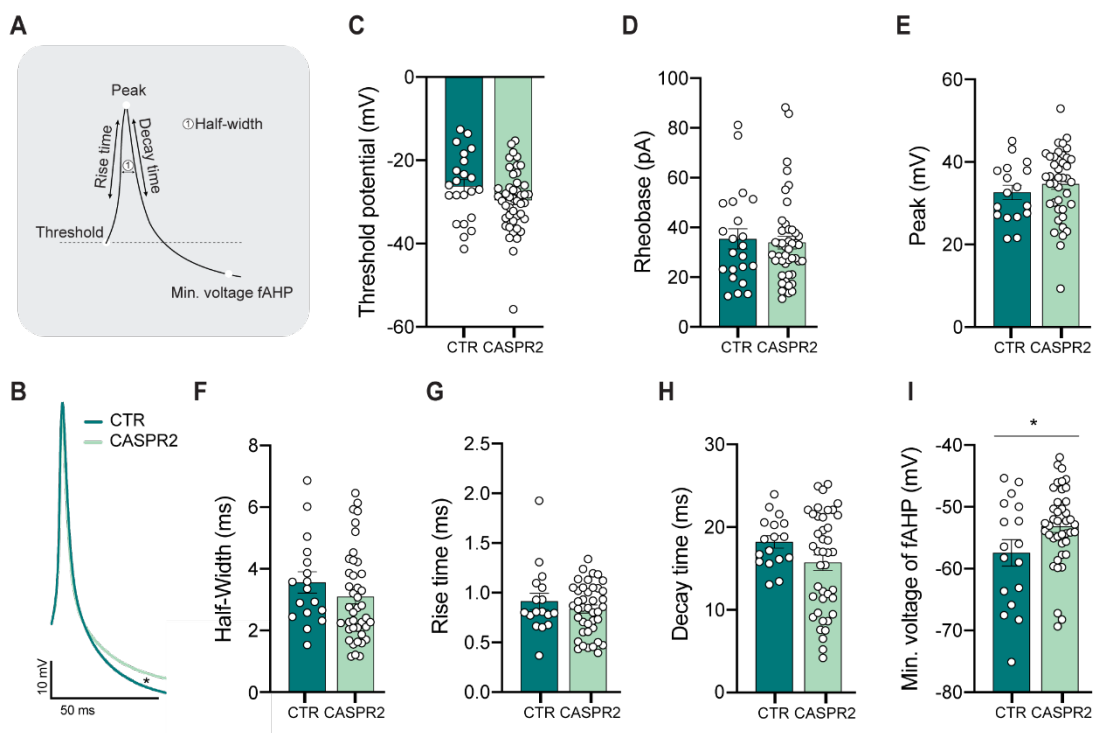 A
Peak
①Half-width
Rise time
①
Decay time
Threshold
Min. voltage fAHP
B
CTR
CASPR2
*
10 mV
50 ms
C
Threshold potential (mV)
0
-20
-40
-60
CTR CASPR2
D
Rheobase (pA)
100
80
60
40
20
0
CTR CASPR2
E
Peak (mV)
60
40
20
0
CTR CASPR2
F
Half-Width (ms)
8
6
4
2
0
CTR CASPR2
G
Rise time (ms)
2.5
2.0
1.5
1.0
0.5
0.0
CTR CASPR2
H
Decay time (ms)
30
20
10
0
CTR CASPR2
I
Min. voltage of fAHP (mV)
*
-40
-50
-60
-70
-80
CTR CASPR2